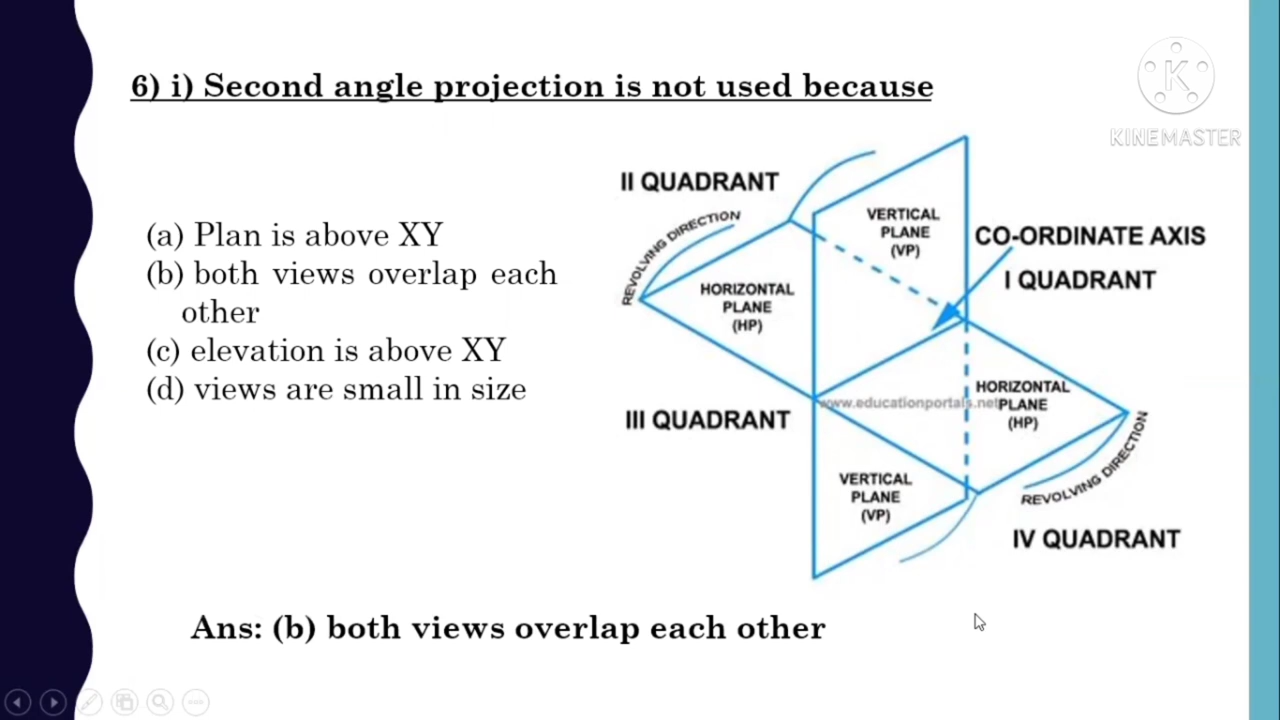 6) i) Second angle projection is not used because
K
KINEMASTER
(a) Plan is above XY
(b) both views overlap each
other
(c) elevation is above XY
(d) views are small in size
II QUADRANT
REVOLVING DIRECTION
VERTICAL
PLANE
(VP)
CO-ORDINATE AXIS
I QUADRANT
HORIZONTAL
PLANE
(HP)
HORIZONTAL
PLANE
(HP)
www.educationportals.net
III QUADRANT
REVOLVING DIRECTION
VERTICAL
PLANE
(VP)
IV QUADRANT
Ans: (b) both views overlap each other